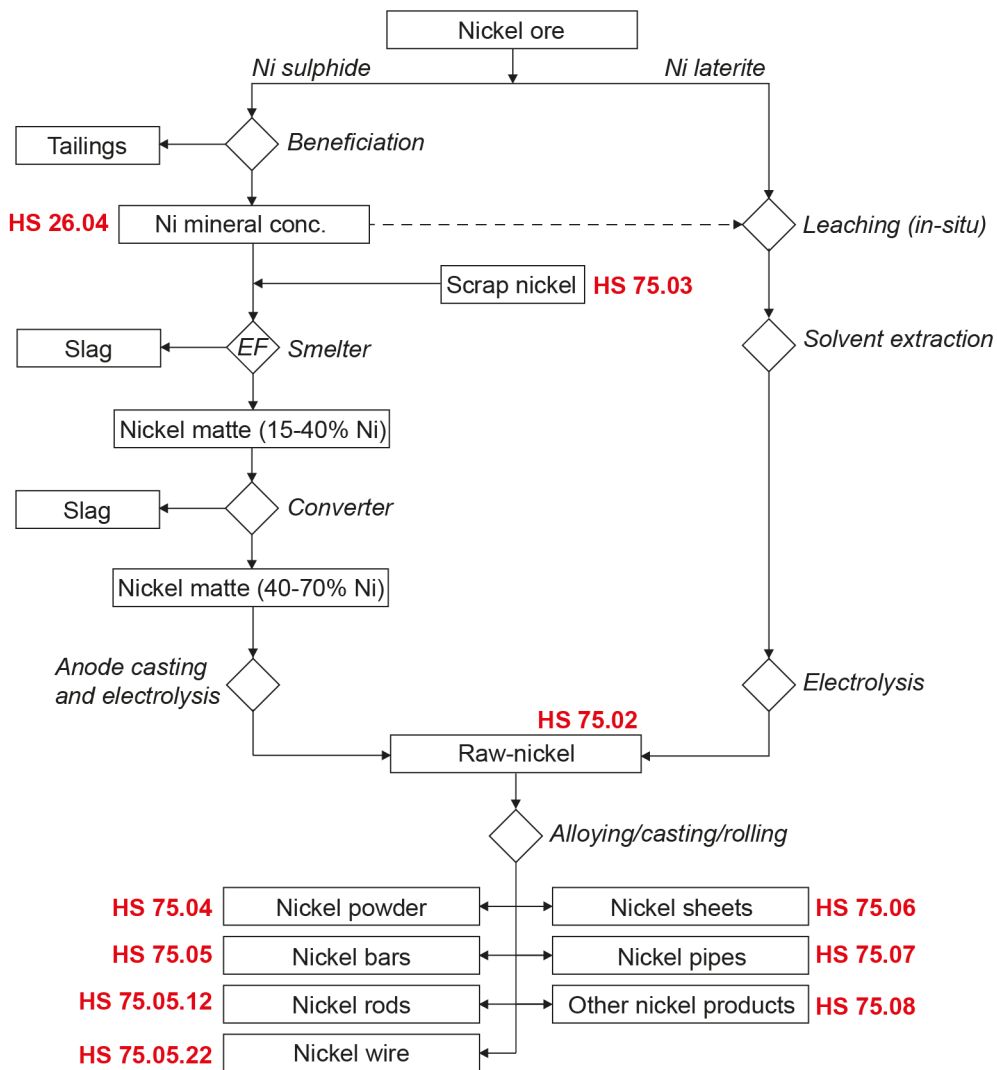 Nickel ore
Ni sulphide
Ni laterite
Tailings
Beneficiation
HS 26.04
Ni mineral conc.
Leaching (in-situ)
Scrap nickel
HS 75.03
Slag
EF
Smelter
Solvent extraction
Nickel matte (15-40% Ni)
Slag
Converter
Nickel matte (40-70% Ni)
Anode casting
and electrolysis
Electrolysis
HS 75.02
Raw-nickel
Alloying/casting/rolling
HS 75.04
Nickel powder
Nickel sheets
HS 75.06
HS 75.05
Nickel bars
Nickel pipes
HS 75.07
HS 75.05.12
Nickel rods
Other nickel products
HS 75.08
HS 75.05.22
Nickel wire